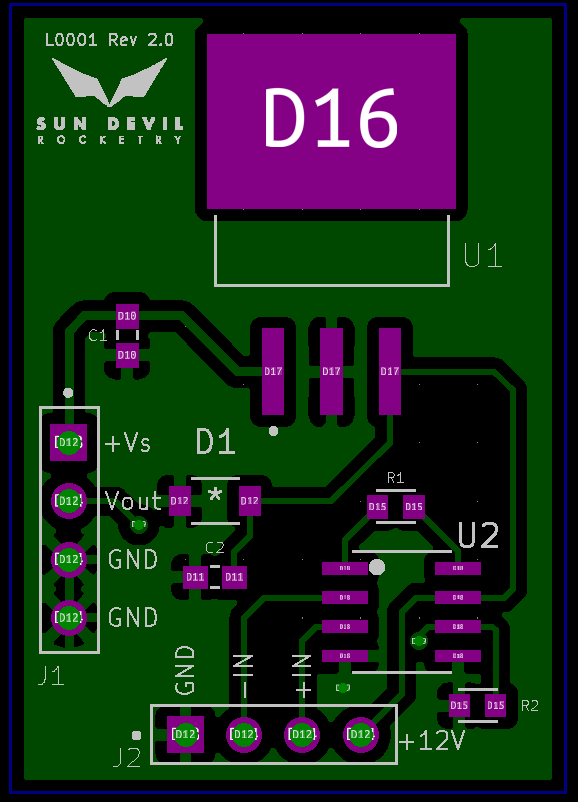 L0001 Rev 2.0
SUN DEVIL
ROCKETRY
D16
U1
D10
C1
D10
D17 D17 D17
D1
[D12) +Vs
[D12) Vout
D12 * D12
R1
D15 D15
U2
[D12) GND
C2
D11 D11
D18 D18
D18 D18
[D12) GND
D18 D18
D18 D18
J1
GND
-IN
+IN
D15 D15 R2
J2
[D12) [D12) [D12) [D12)
+12V